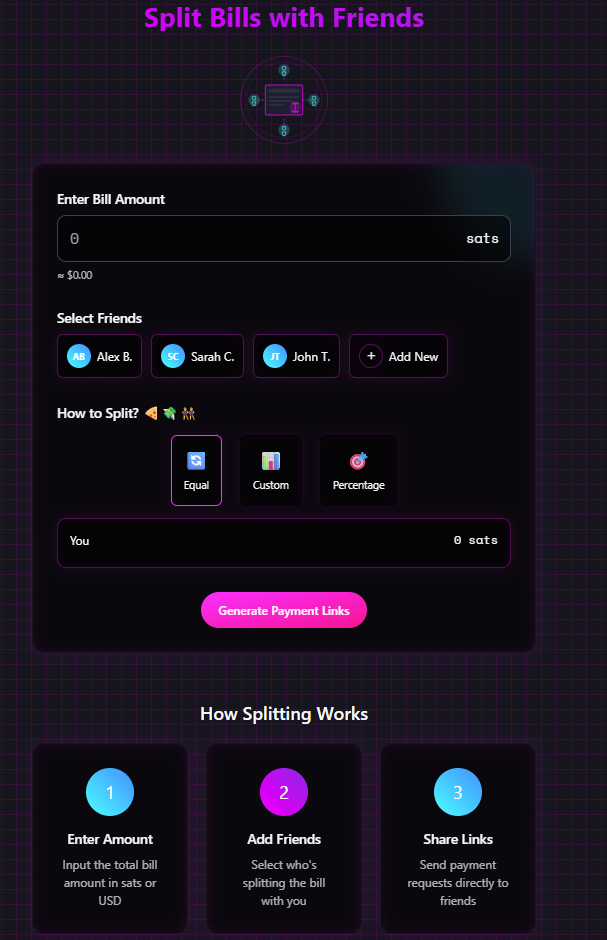 Split Bills with Friends
Enter Bill Amount
0 sats
≈ $0.00
Select Friends
AB Alex B. SC Sarah C. JT John T. + Add New
How to Split? 🍕 💸 👯
Equal Custom Percentage
You 0 sats
Generate Payment Links
How Splitting Works
1 2 3
Enter Amount
Input the total bill
amount in sats or
USD
Add Friends
Select who's
splitting the bill
with you
Share Links
Send payment
requests directly to
friends